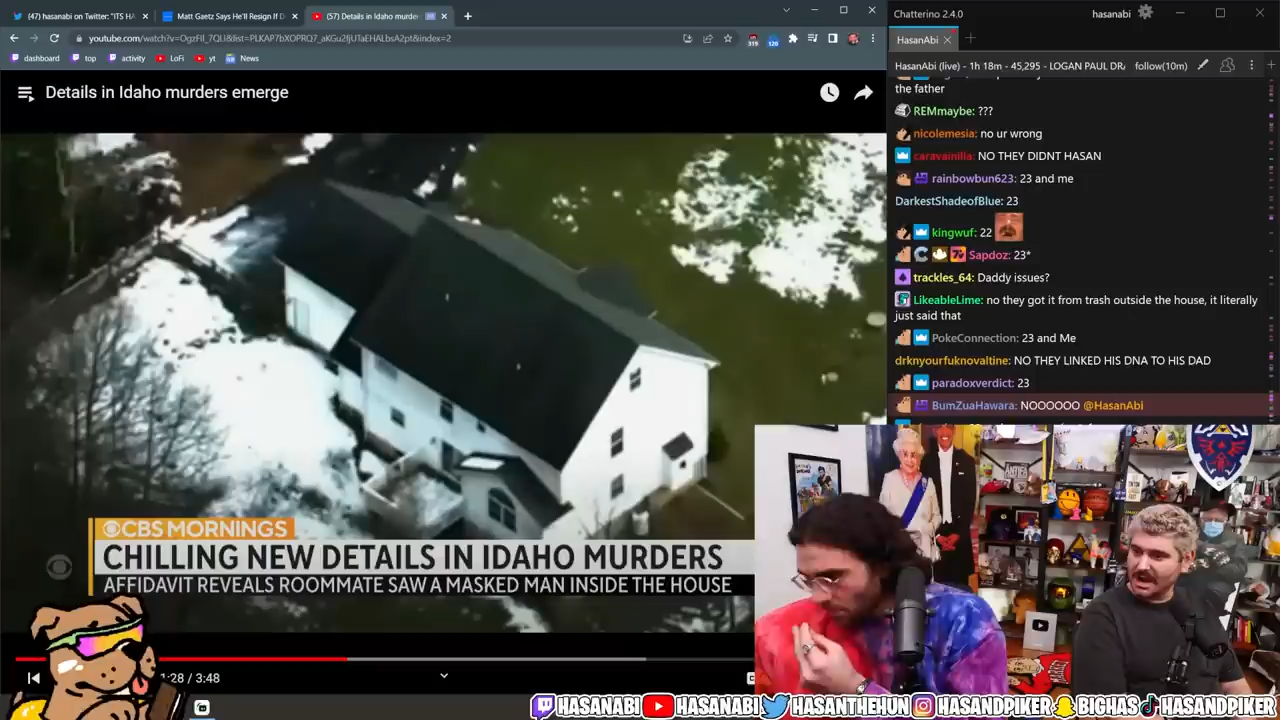 (47) hasanabi on Twitter: "ITS HA
Matt Gaetz Says He'll Resign If D
(57) Details in Idaho murder
youtube.com/watch?v=OgzFiI_7QLI&list=PLKAP7bXOPRQ7_aKGu2fjUTaEHALbsA2pt&index=2
319
128
dashboard
top
activity
LoFi
yt
News
Details in Idaho murders emerge
CBS MORNINGS
CHILLING NEW DETAILS IN IDAHO MURDERS
AFFIDAVIT REVEALS ROOMMATE SAW A MASKED MAN INSIDE THE HOUSE
1:28 / 3:48
Chatterino 2.4.0
hasanabi
HasanAbi
HasanAbi (live) - 1h 18m - 45,295 - LOGAN PAUL DR
follow(10m)
the father
REMmaybe: ???
nicolemesia: no ur wrong
caravainilla: NO THEY DIDNT HASAN
rainbowbun623: 23 and me
DarkestShadeofBlue: 23
kingwuf: 22
Sapdoz: 23*
trackles_64: Daddy issues?
LikeableLime: no they got it from trash outside the house, it literally
just said that
PokeConnection: 23 and Me
drknyourfuknovaltine: NO THEY LINKED HIS DNA TO HIS DAD
paradoxverdict: 23
BumZuaHawara: NOOOOOO @HasanAbi
HASANABI
HASANABI
HASANTHEHUN
HASANDPIKER
BIGHAS
HASANDPIKER